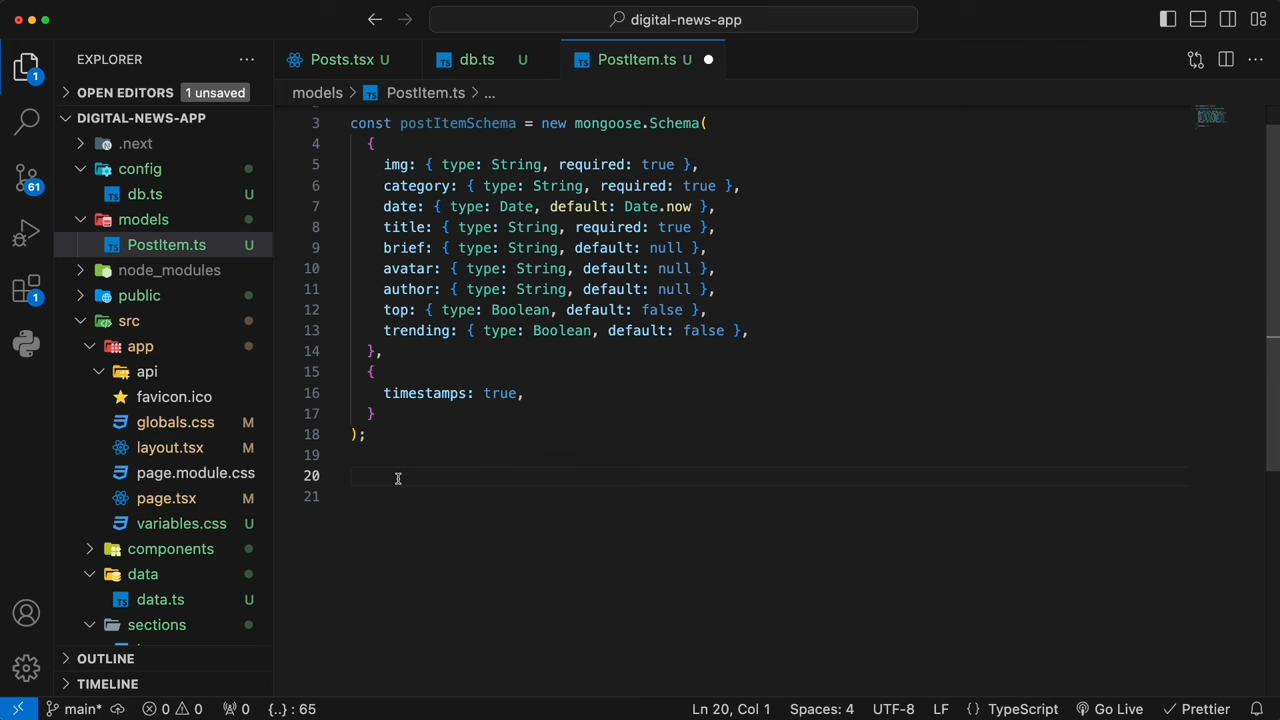 digital-news-app
EXPLORER
Posts.tsx U
db.ts U
PostItem.ts U
1
OPEN EDITORS 1 unsaved
models > PostItem.ts > ...
DIGITAL-NEWS-APP
.next
config
db.ts U
models
PostItem.ts U
node_modules
public
src
app
api
favicon.ico
globals.css M
layout.tsx M
page.module.css
page.tsx M
variables.css U
components
data
data.ts U
sections
OUTLINE
TIMELINE
61
1
3 const postItemSchema = new mongoose.Schema(
4 {
5 img: { type: String, required: true },
6 category: { type: String, required: true },
7 date: { type: Date, default: Date.now },
8 title: { type: String, required: true },
9 brief: { type: String, default: null },
10 avatar: { type: String, default: null },
11 author: { type: String, default: null },
12 top: { type: Boolean, default: false },
13 trending: { type: Boolean, default: false },
14 },
15 {
16 timestamps: true,
17 }
18 );
19
20
21
main* 0 0 0 {..} : 65 Ln 20, Col 1 Spaces: 4 UTF-8 LF {} TypeScript Go Live Prettier